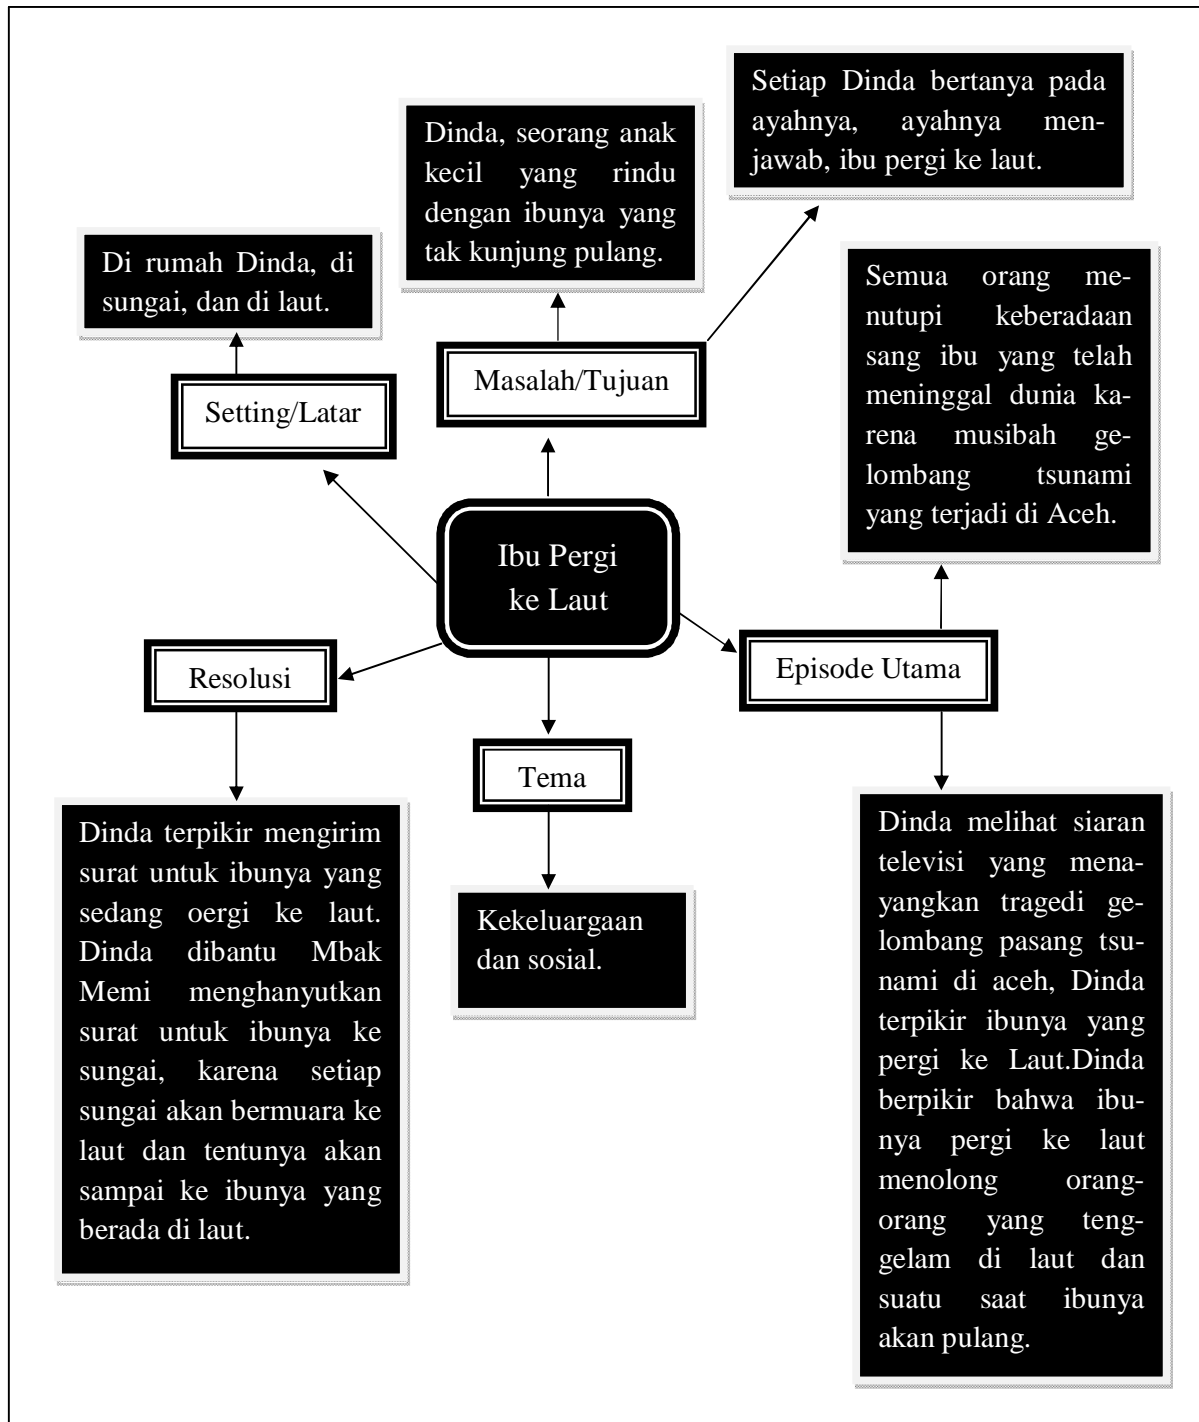 Setiap Dinda bertanya pada
ayahnya, ayahnya men-
jawab, ibu pergi ke laut.
Dinda, seorang anak
kecil yang rindu
dengan ibunya yang
tak kunjung pulang.
Di rumah Dinda, di
sungai, dan di laut.
Semua orang me-
nutupi keberadaan
sang ibu yang telah
meninggal dunia ka-
rena musibah ge-
lombang tsunami
yang terjadi di Aceh.
Masalah/Tujuan
Setting/Latar
Ibu Pergi
ke Laut
Resolusi
Episode Utama
Tema
Dinda terpikir mengirim
surat untuk ibunya yang
sedang oergi ke laut.
Dinda dibantu Mbak
Memi menghanyutkan
surat untuk ibunya ke
sungai, karena setiap
sungai akan bermuara ke
laut dan tentunya akan
sampai ke ibunya yang
berada di laut.
Kekeluargaan
dan sosial.
Dinda melihat siaran
televisi yang mena-
yangkan tragedi ge-
lombang pasang tsu-
nami di aceh, Dinda
terpikir ibunya yang
pergi ke Laut.Dinda
berpikir bahwa ibu-
nya pergi ke laut
menolong orang-
orang yang teng-
gelam di laut dan
suatu saat ibunya
akan pulang.